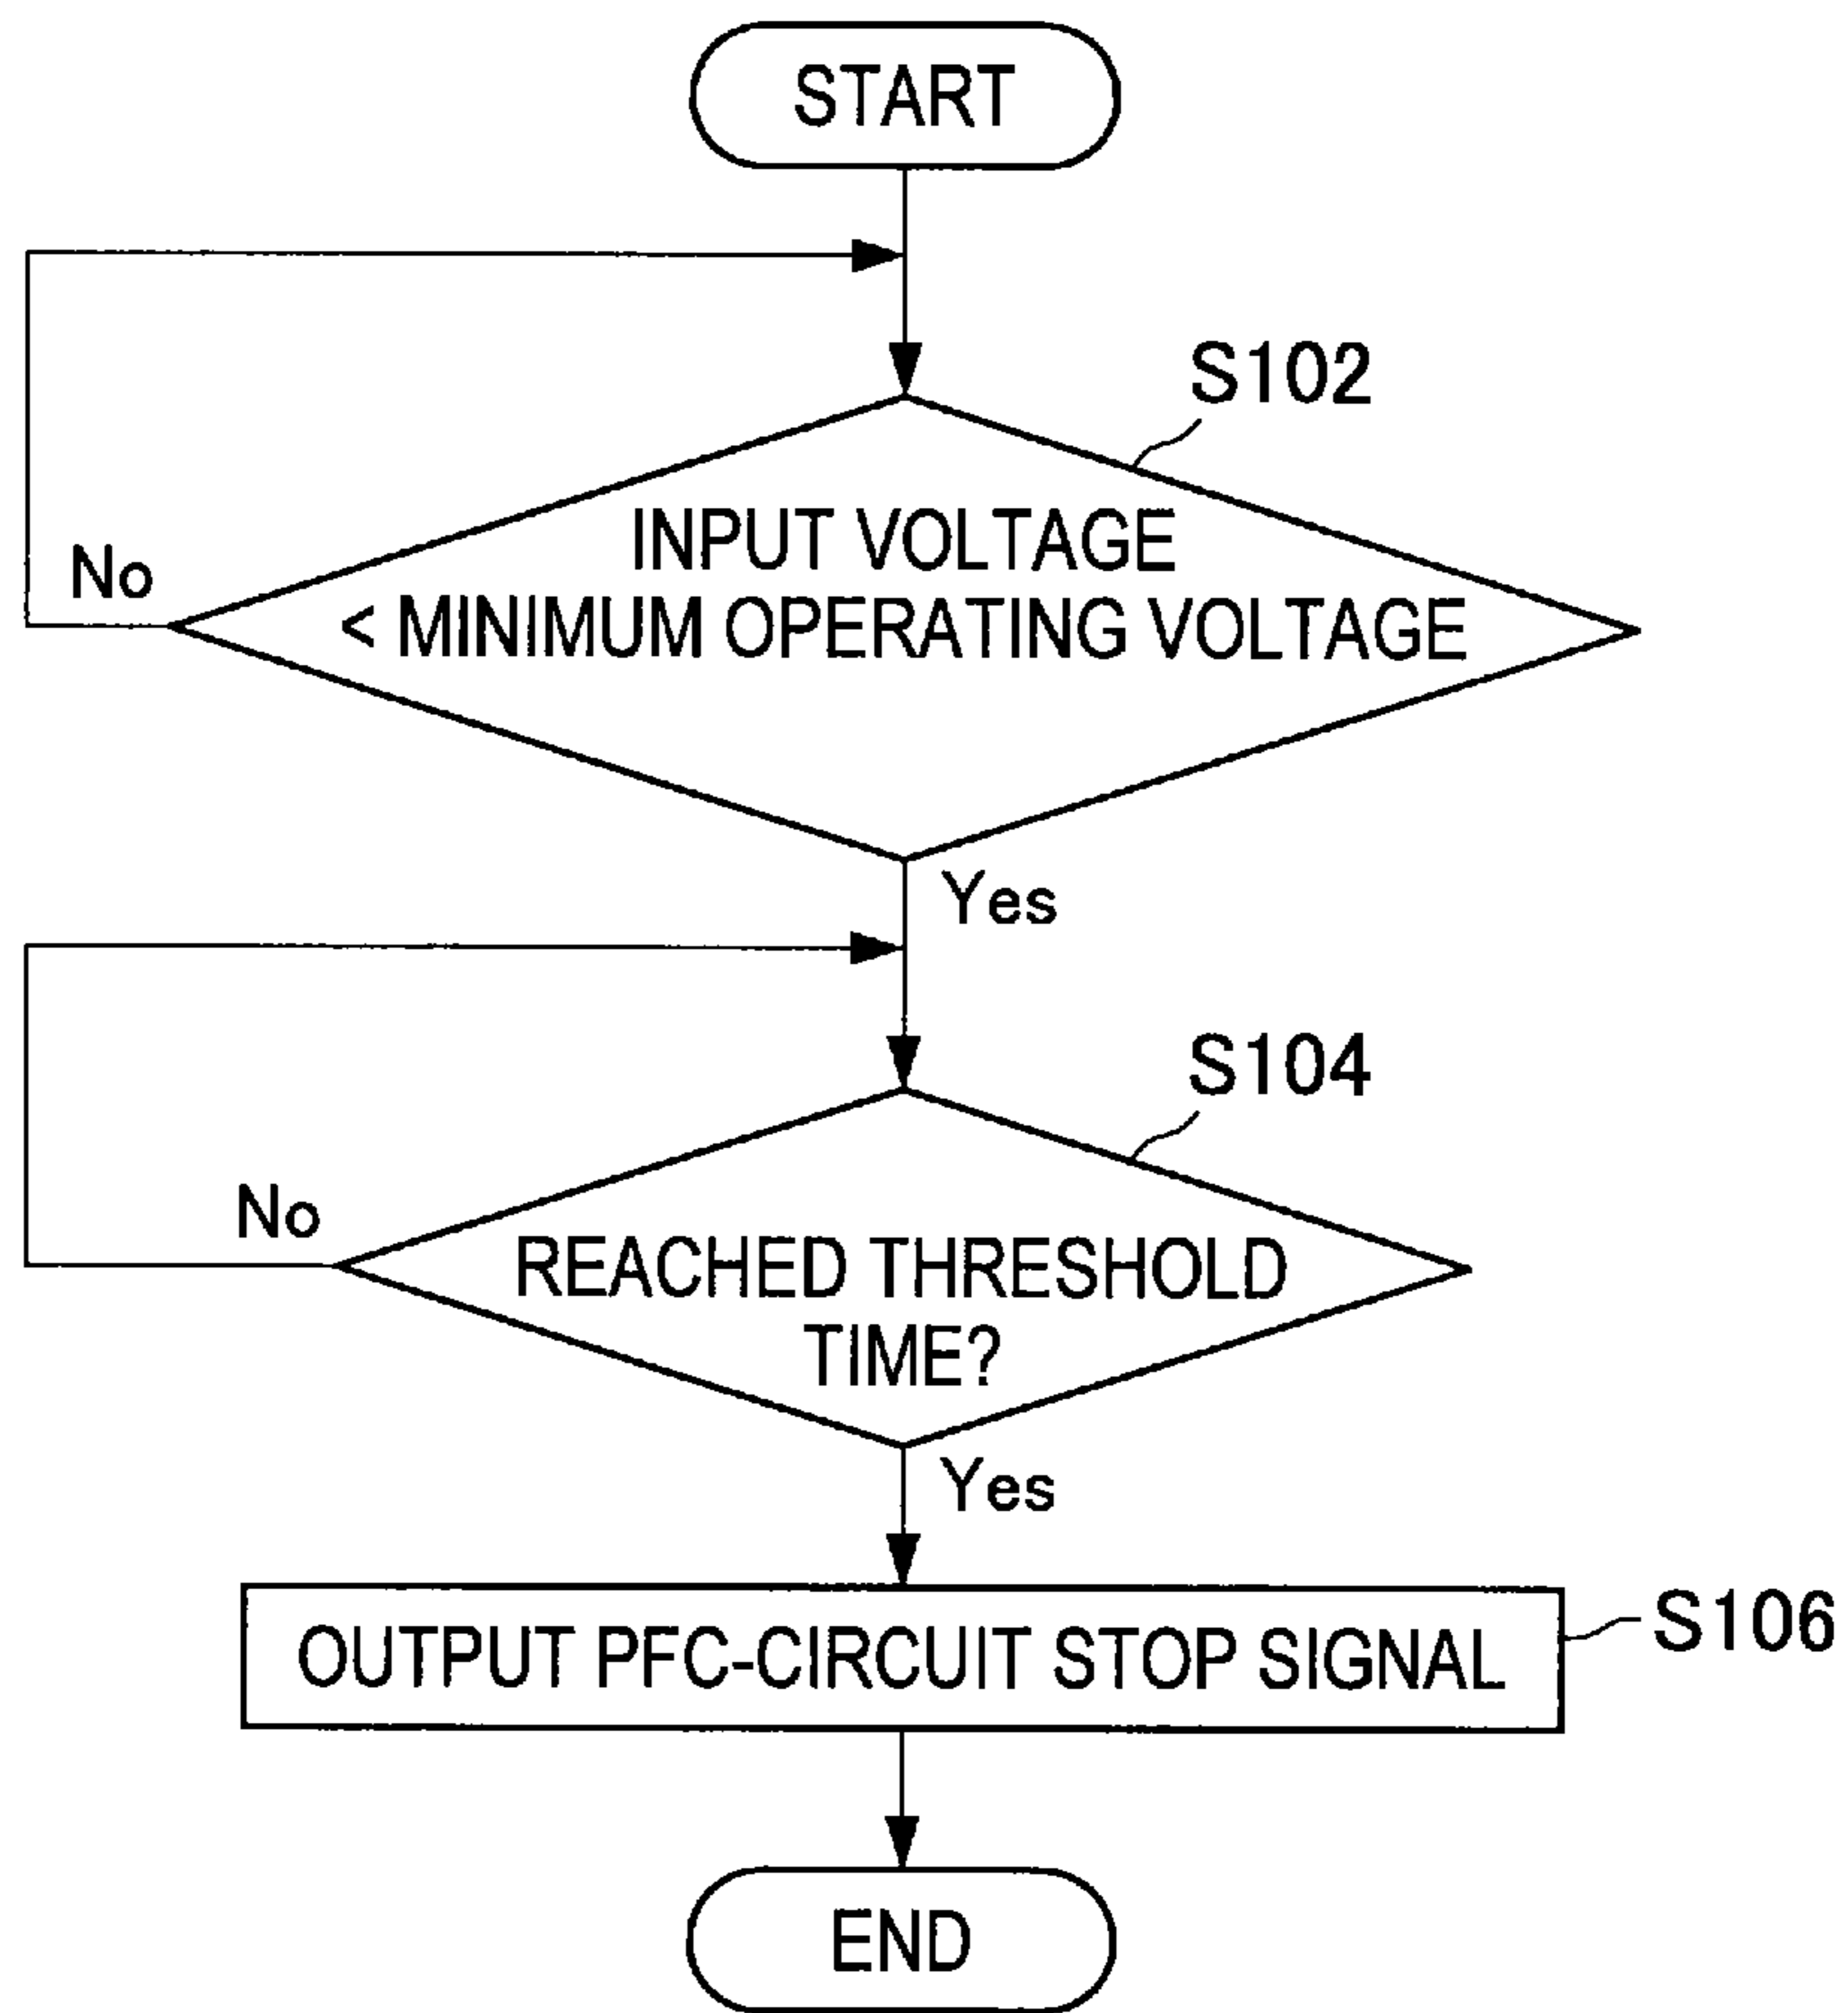 START
S102
INPUT VOLTAGE
< MINIMUM OPERATING VOLTAGE
No
Yes
S104
No
REACHED THRESHOLD
TIME?
Yes
OUTPUT PFC-CIRCUIT STOP SIGNAL
S106
END